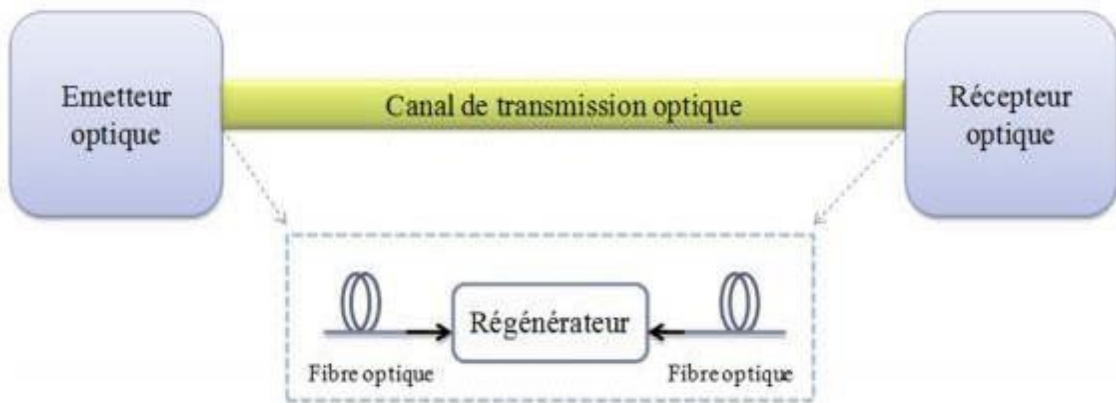 Emetteur
optique
Canal de transmission optique
Récepteur
optique
Régénérateur
Fibre optique
Fibre optique